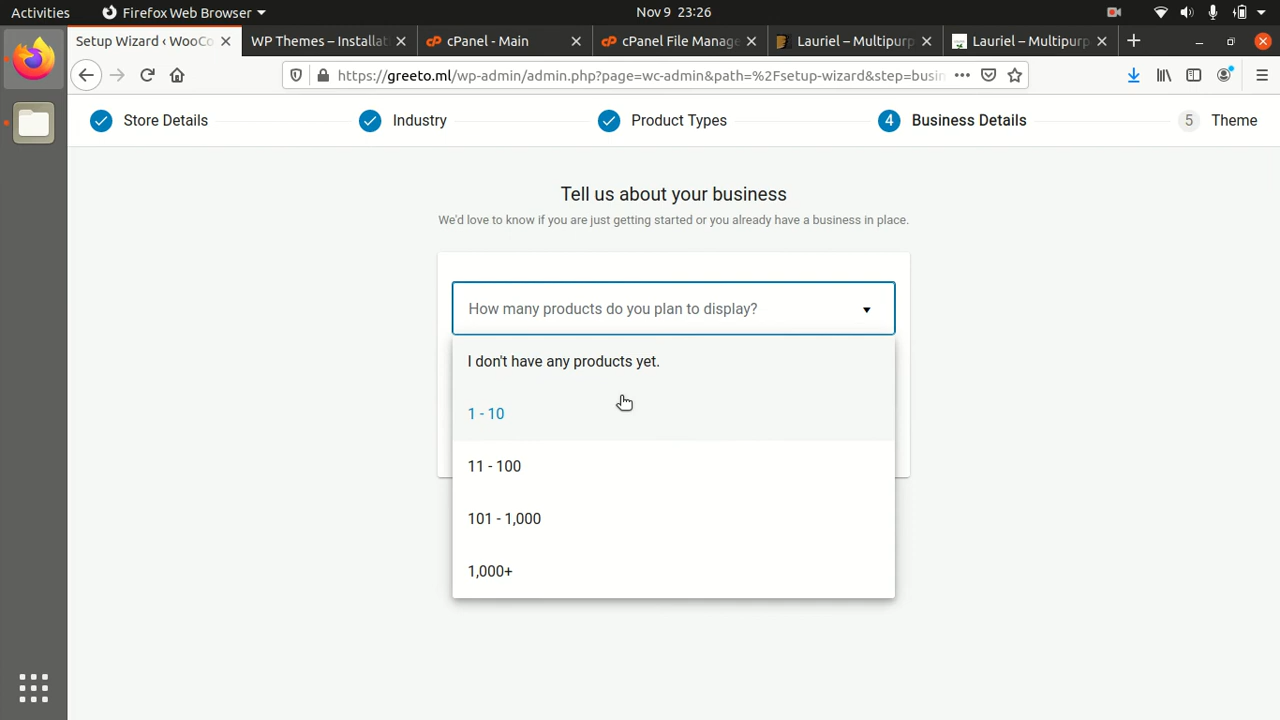 Activities
Firefox Web Browser
Nov 9 23:26
Setup Wizard ‹ WooCo
WP Themes – Installat
cPanel - Main
cPanel File Manage
Lauriel – Multipurp
Lauriel – Multipurp
https://greeto.ml/wp-admin/admin.php?page=wc-admin&path=%2Fsetup-wizard&step=busin
Store Details
Industry
Product Types
4 Business Details
5 Theme
Tell us about your business
We'd love to know if you are just getting started or you already have a business in place.
How many products do you plan to display?
I don't have any products yet.
1 - 10
11 - 100
101 - 1,000
1,000+